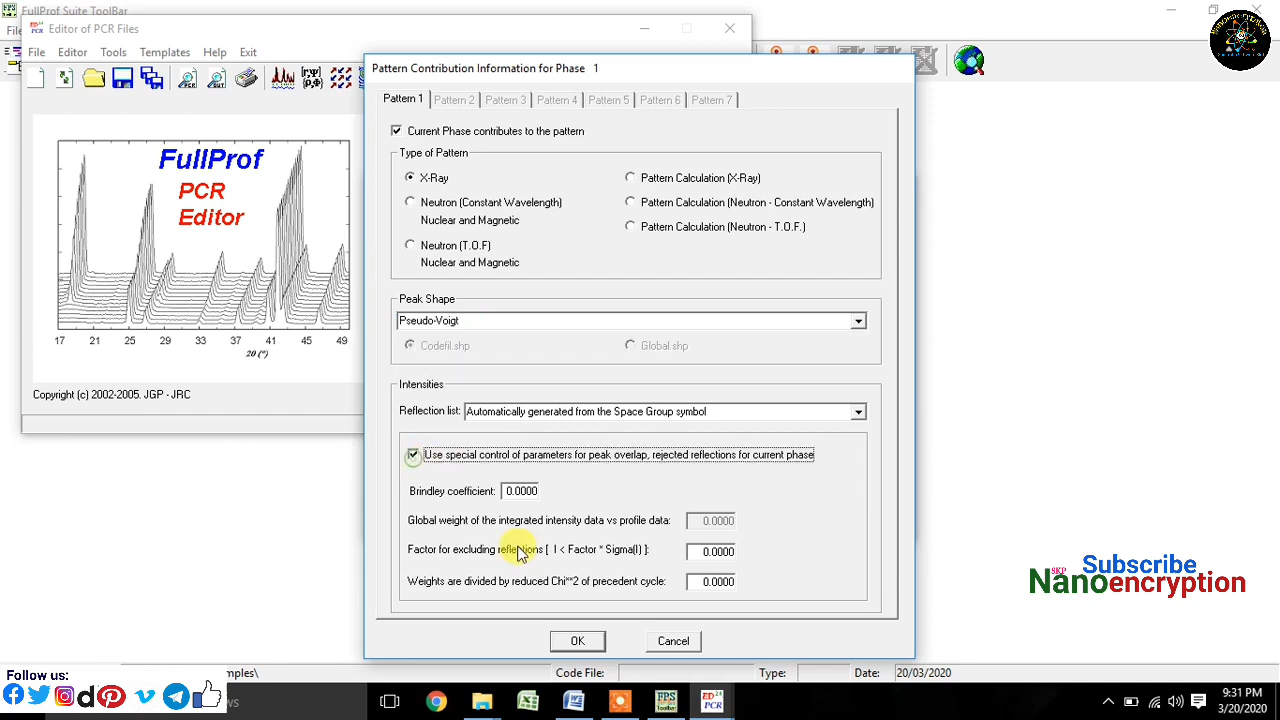 FullProf Suite ToolBar
Editor of PCR Files
File Editor Tools Templates Help Exit
FullProf
PCR
Editor
17 21 25 29 33 37 41 45 49
2θ (°)
Copyright (c) 2002-2005. JGP - JRC
Pattern Contribution Information for Phase 1
Pattern 1 Pattern 2 Pattern 3 Pattern 4 Pattern 5 Pattern 6 Pattern 7
Current Phase contributes to the pattern
Type of Pattern
X-Ray
Pattern Calculation (X-Ray)
Neutron (Constant Wavelength)
Nuclear and Magnetic
Pattern Calculation (Neutron - Constant Wavelength)
Pattern Calculation (Neutron - T.O.F.)
Neutron (T.O.F)
Nuclear and Magnetic
Peak Shape
Pseudo-Voigt
Codefil.shp
Global.shp
Intensities
Reflection list: Automatically generated from the Space Group symbol
Use special control of parameters for peak overlap, rejected reflections for current phase
Brindley coefficient: 0.0000
Global weight of the integrated intensity data vs profile data: 0.0000
Factor for excluding reflections [ I < Factor * Sigma(I) ]: 0.0000
Weights are divided by reduced Chi**2 of precedent cycle: 0.0000
OK Cancel
Subscribe
SKP
Nanoencryption
Follow us:
mples\
Code File:
Type:
Date: 20/03/2020
9:31 PM
3/20/2020